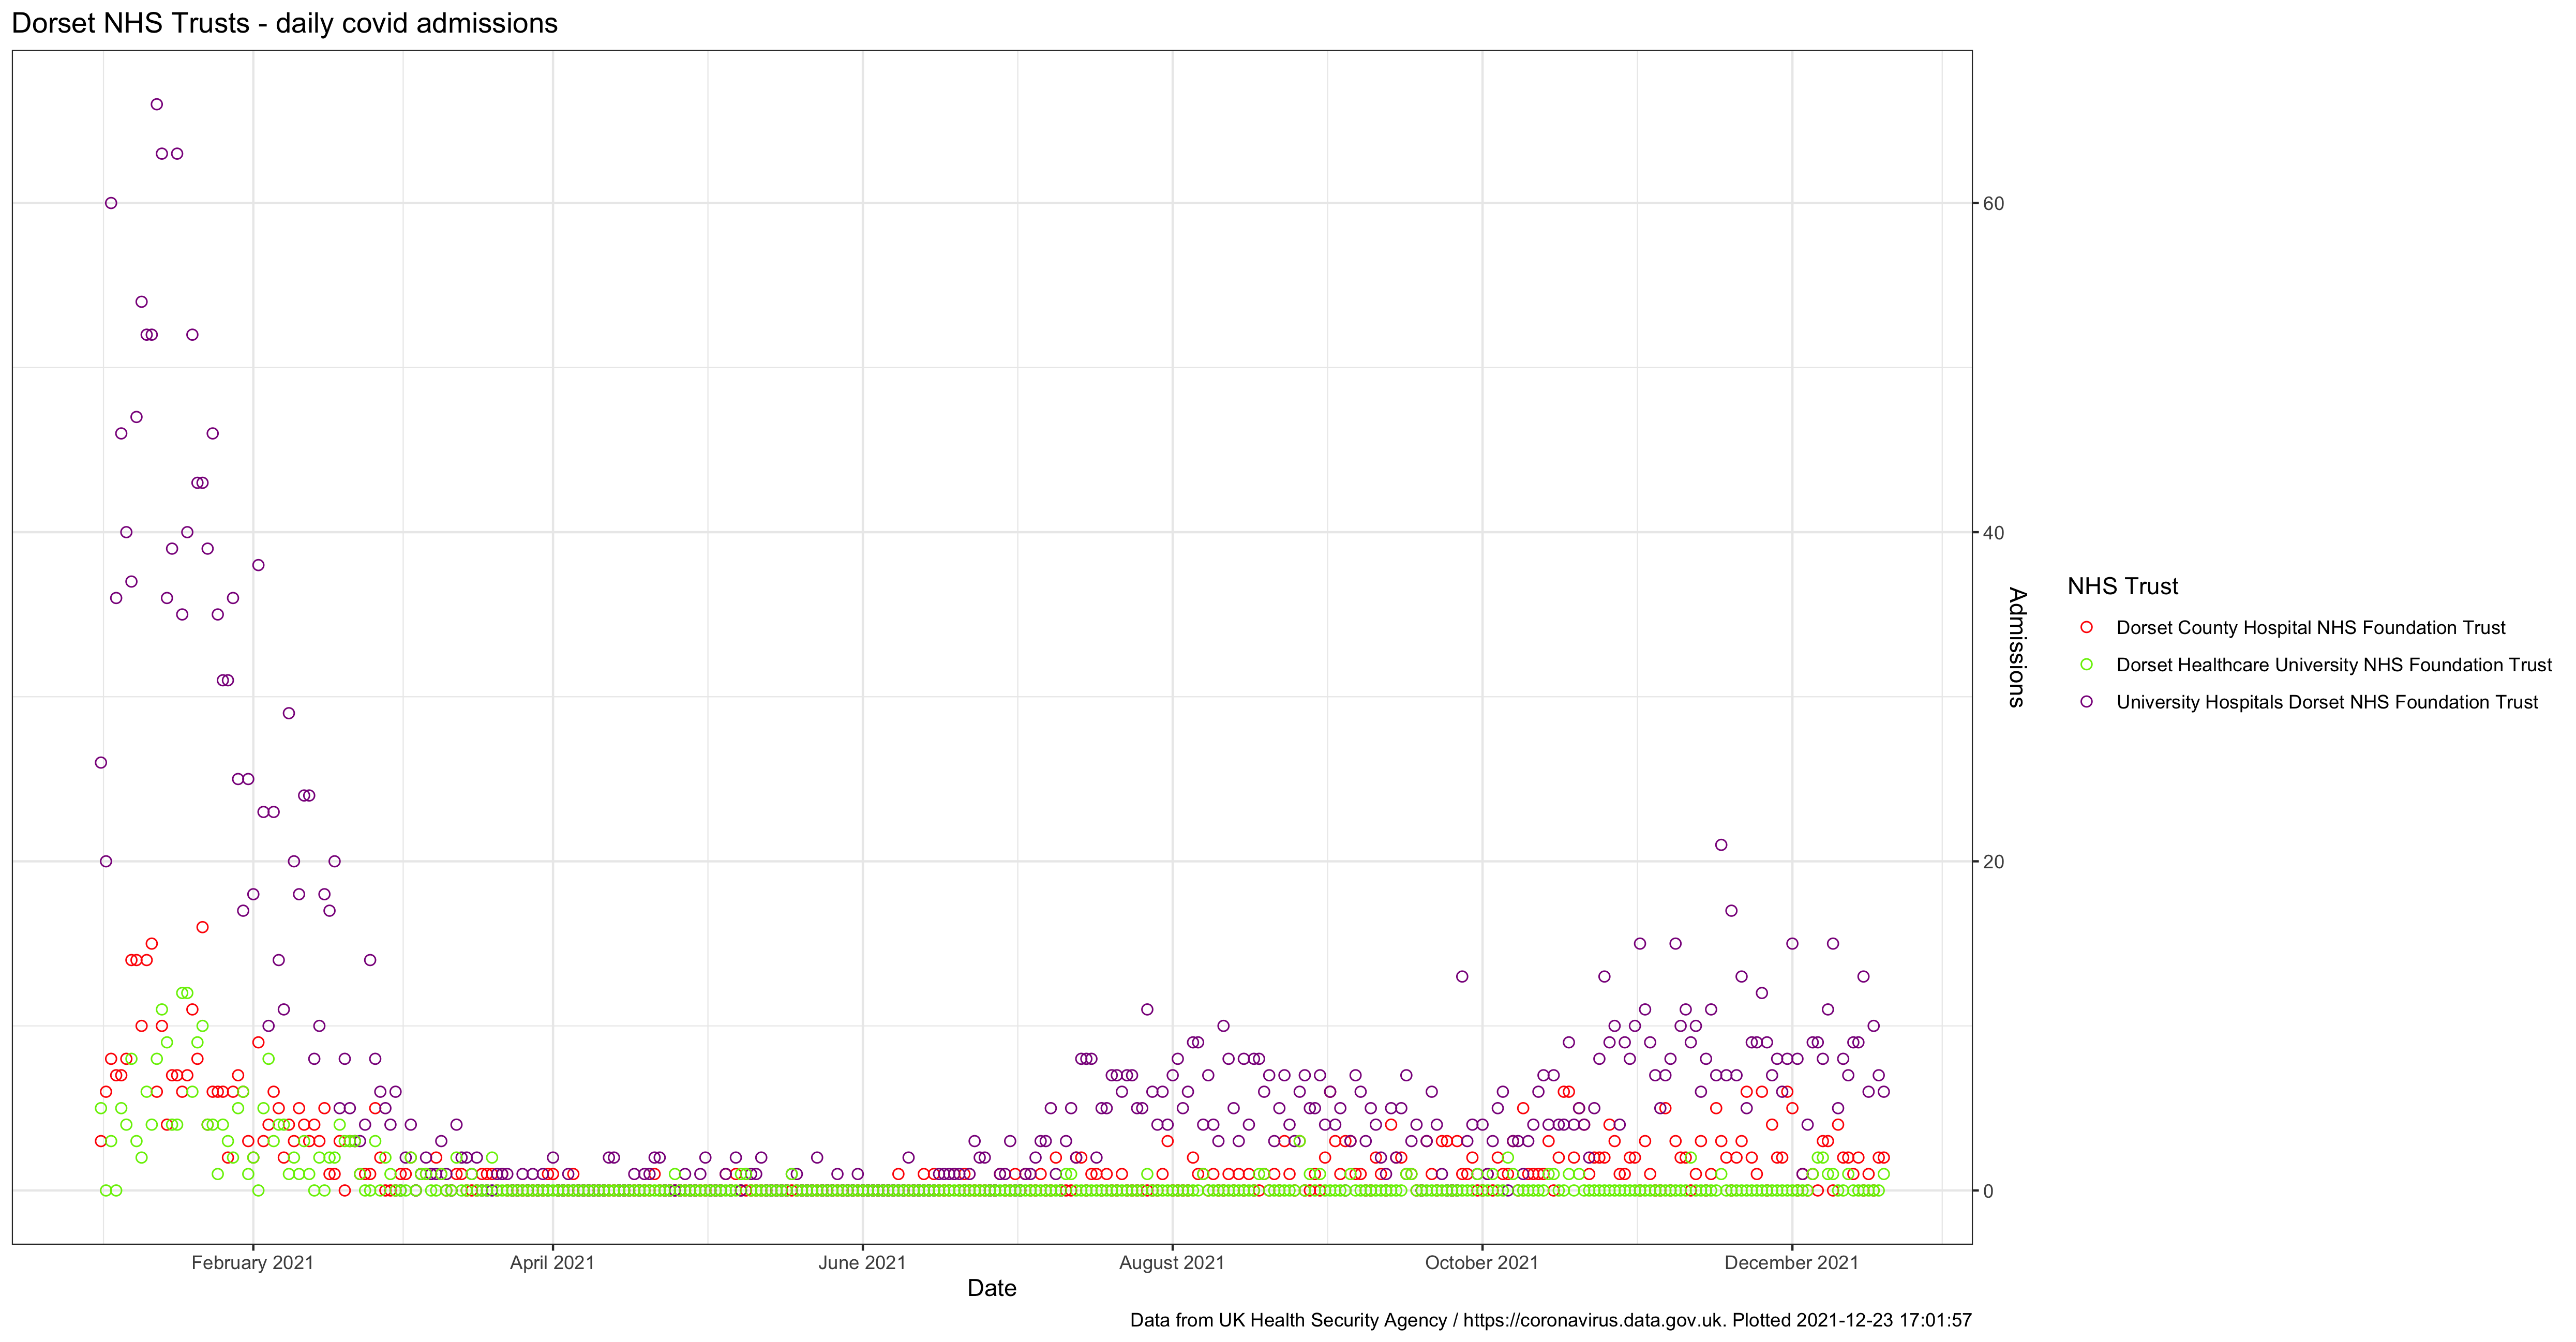 Dorset NHS Trusts - daily covid admissions
60
40
20
0
Admissions
NHS Trust
Dorset County Hospital NHS Foundation Trust
Dorset Healthcare University NHS Foundation Trust
University Hospitals Dorset NHS Foundation Trust
February 2021 April 2021 June 2021 August 2021 October 2021 December 2021
Date
Data from UK Health Security Agency / https://coronavirus.data.gov.uk. Plotted 2021-12-23 17:01:57